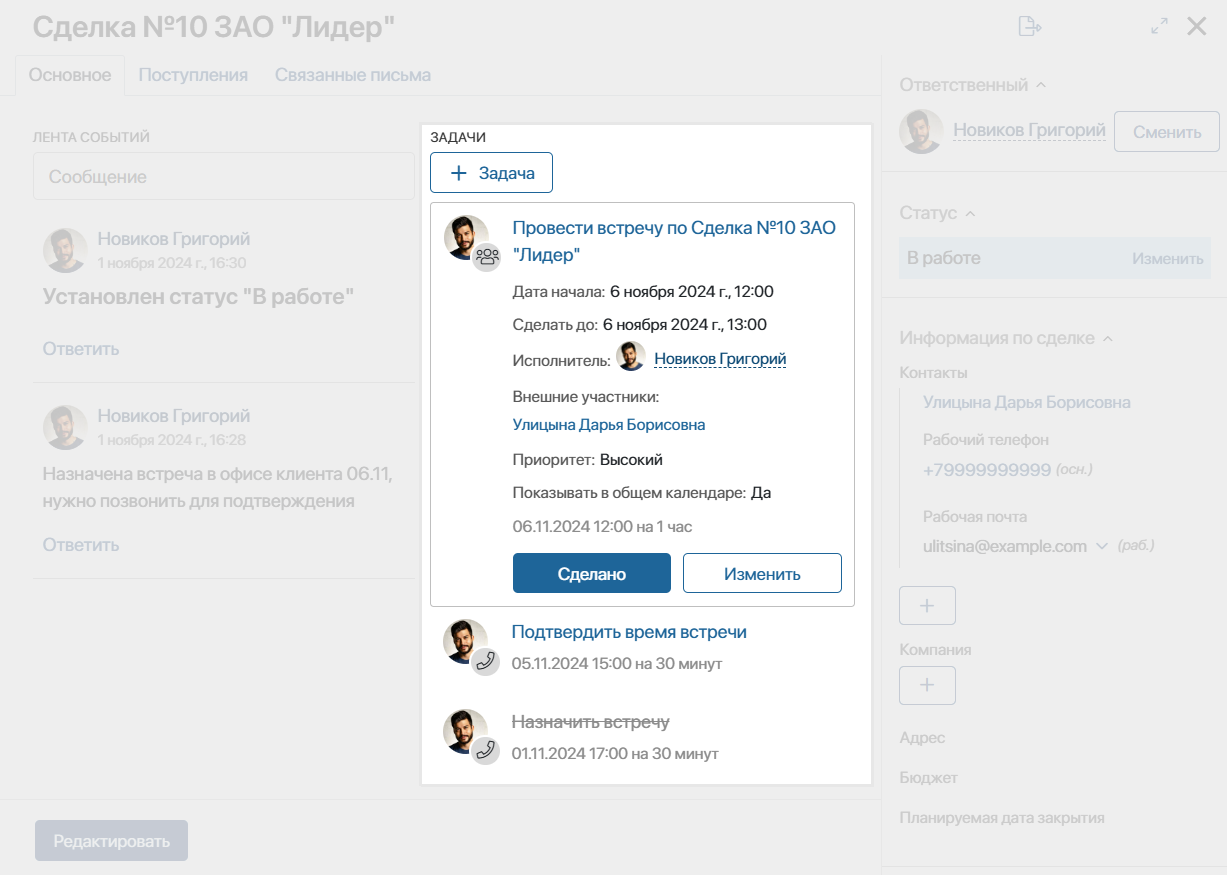 Сделка №10 ЗАО "Лидер"
Основное
Поступления
Связанные письма
ЛЕНТА СОБЫТИЙ
Сообщение
Новиков Григорий
1 ноября 2024 г., 16:30
Установлен статус "В работе"
Ответить
Новиков Григорий
1 ноября 2024 г., 16:28
Назначена встреча в офисе клиента 06.11,
нужно позвонить для подтверждения
Ответить
Редактировать
ЗАДАЧИ
+ Задача
Провести встречу по Сделка №10 ЗАО
"Лидер"
Дата начала: 6 ноября 2024 г., 12:00
Сделать до: 6 ноября 2024 г., 13:00
Исполнитель: Новиков Григорий
Внешние участники:
Улицына Дарья Борисовна
Приоритет: Высокий
Показывать в общем календаре: Да
06.11.2024 12:00 на 1 час
Сделано
Изменить
Подтвердить время встречи
05.11.2024 15:00 на 30 минут
Назначить встречу
01.11.2024 17:00 на 30 минут
Ответственный
Новиков Григорий
Сменить
Статус
В работе
Изменить
Информация по сделке
Контакты
Улицына Дарья Борисовна
Рабочий телефон
+79999999999 (осн.)
Рабочая почта
ulitsina@example.com (раб.)
+
Компания
+
Адрес
Бюджет
Планируемая дата закрытия